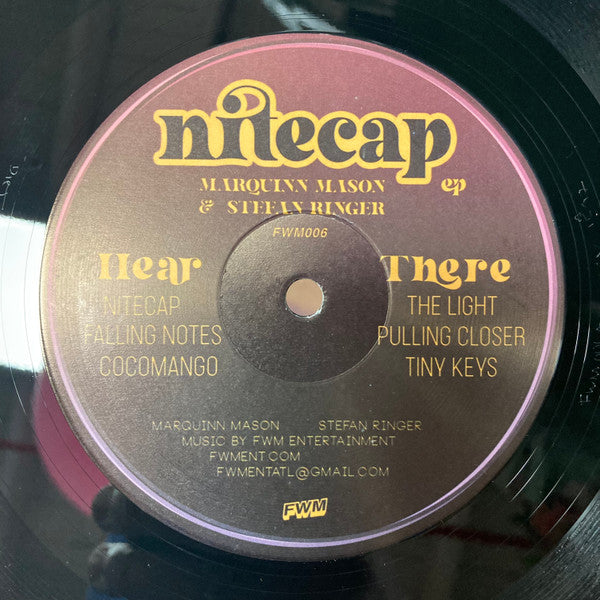 nitecap
ep
MARQUINN MASON
& STEFAN RINGER
FWM006
Hear
NITECAP
FALLING NOTES
COCOMANGO
There
THE LIGHT
PULLING CLOSER
TINY KEYS
MARQUINN MASON STEFAN RINGER
MUSIC BY FWM ENTERTAINMENT
FWMENT.COM
FWMENTATL@GMAIL.COM
FWM